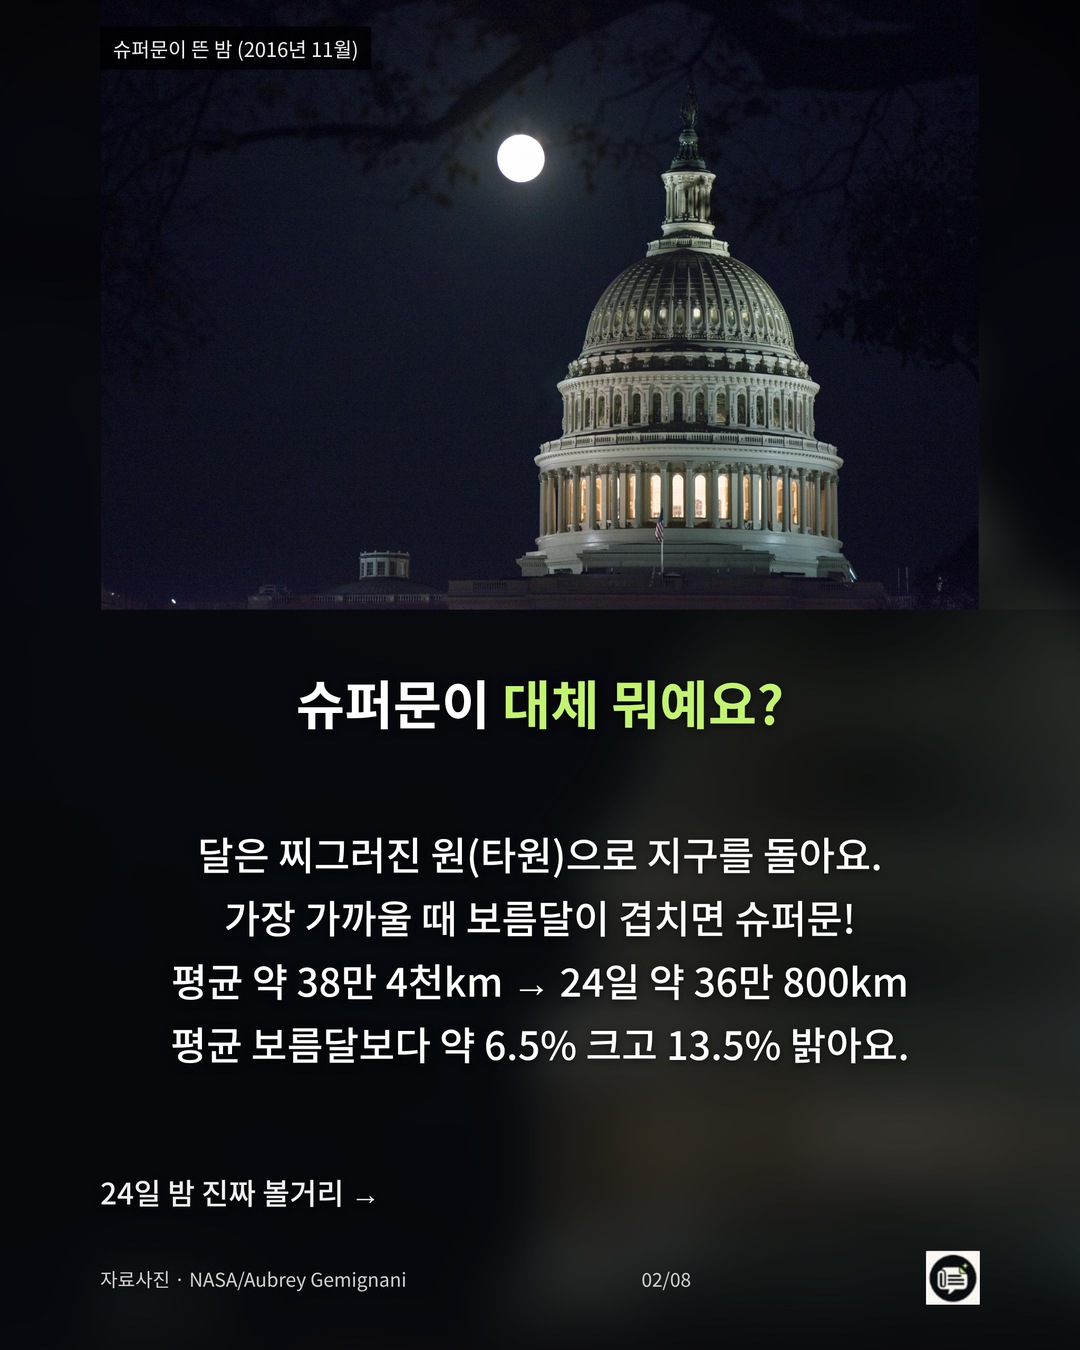 슈퍼문이 뜬 밤 (2016년 11월)
슈퍼문이 대체 뭐예요?
달은 찌그러진 원(타원)으로 지구를 돌아요.
가장 가까울 때 보름달이 겹치면 슈퍼문!
평균 약 38만 4천km → 24일 약 36만 800km
평균 보름달보다 약 6.5% 크고 13.5% 밝아요.
24일 밤 진짜 볼거리 →
자료사진 · NASA/Aubrey Gemignani
02/08